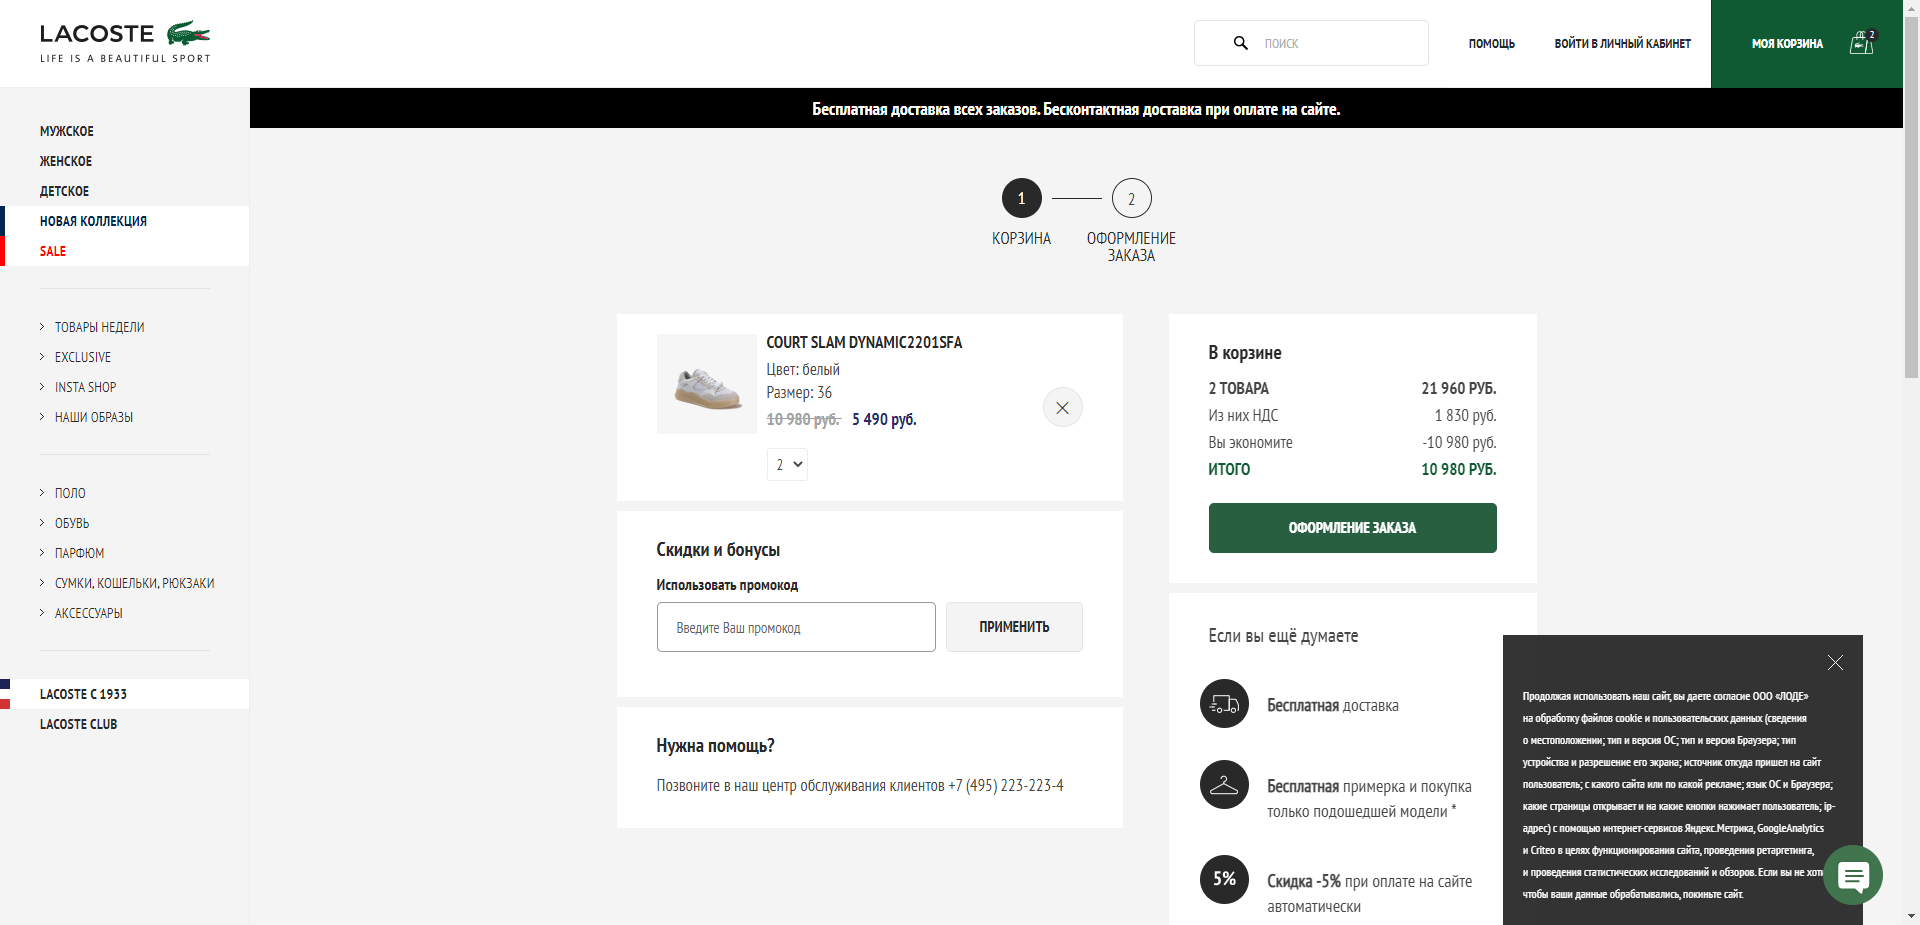 LACOSTE
LIFE IS A BEAUTIFUL SPORT
ПОИСК
ПОМОЩЬ
ВОЙТИ В ЛИЧНЫЙ КАБИНЕТ
МОЯ КОРЗИНА
2
Бесплатная доставка всех заказов. Бесконтактная доставка при оплате на сайте.
МУЖСКОЕ
ЖЕНСКОЕ
ДЕТСКОЕ
НОВАЯ КОЛЛЕКЦИЯ
SALE
ТОВАРЫ НЕДЕЛИ
EXCLUSIVE
INSTA SHOP
НАШИ ОБРАЗЫ
ПОЛО
ОБУВЬ
ПАРФЮМ
СУМКИ, КОШЕЛЬКИ, РЮКЗАКИ
АКСЕССУАРЫ
LACOSTE С 1933
LACOSTE CLUB
1
2
КОРЗИНА
ОФОРМЛЕНИЕ
ЗАКАЗА
COURT SLAM DYNAMIC2201SFA
Цвет: белый
Размер: 36
10 980 руб. 5 490 руб.
2
Скидки и бонусы
Использовать промокод
Введите Ваш промокод
ПРИМЕНИТЬ
Нужна помощь?
Позвоните в наш центр обслуживания клиентов +7 (495) 223-223-4
В корзине
2 ТОВАРА 21 960 РУБ.
Из них НДС 1 830 руб.
Вы экономите -10 980 руб.
ИТОГО 10 980 РУБ.
ОФОРМЛЕНИЕ ЗАКАЗА
Если вы ещё думаете
Бесплатная доставка
Бесплатная примерка и покупка
только подошедшей модели *
5%
Скидка -5% при оплате на сайте
автоматически
Продолжая использовать наш сайт, вы даете согласие ООО «ЛОДЕ»
на обработку файлов cookie и пользовательских данных (сведения
о местоположении; тип и версия ОС; тип и версия Браузера; тип
устройства и разрешение его экрана; источник откуда пришел на сайт
пользователь; с какого сайта или по какой рекламе; язык ОС и Браузера;
какие страницы открывает и на какие кнопки нажимает пользователь; ip-
адрес) с помощью интернет-сервисов Яндекс.Метрика, GoogleAnalytics
и Criteo в целях функционирования сайта, проведения ретаргетинга,
и проведения статистических исследований и обзоров. Если вы не хоти
чтобы ваши данные обрабатывались, покиньте сайт.